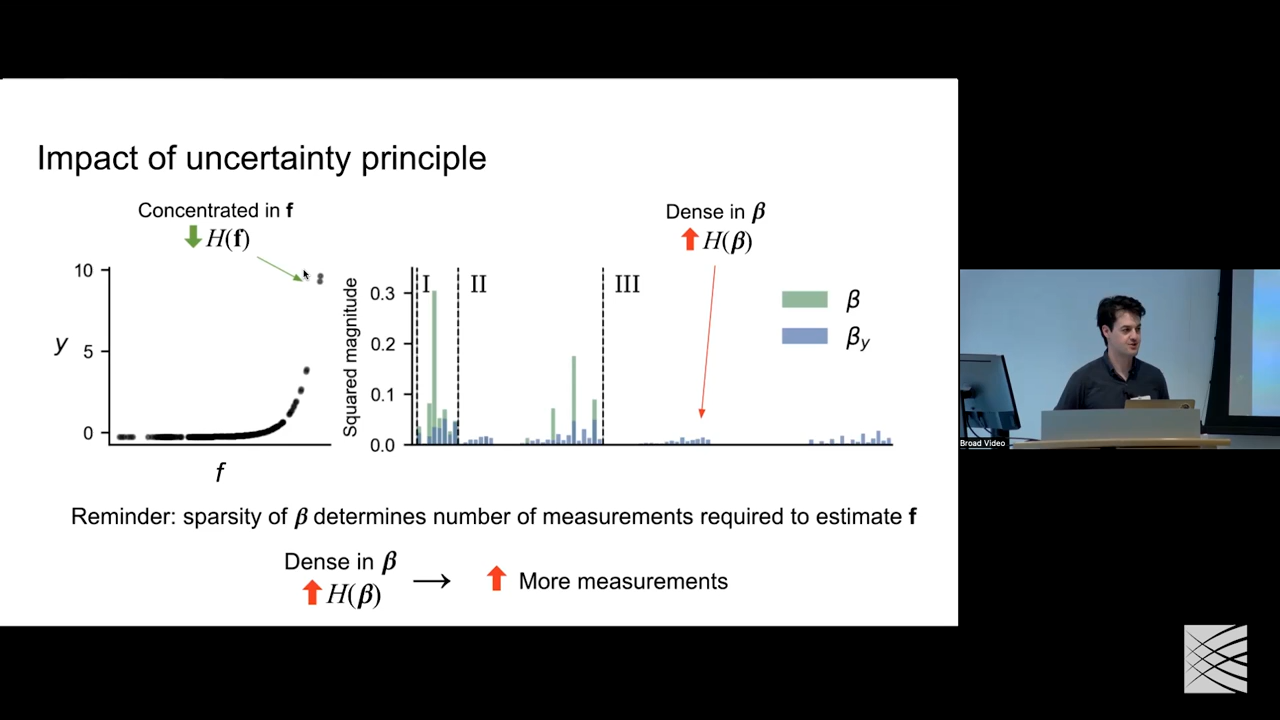 Impact of uncertainty principle
Concentrated in f
H(f)
10
5
0
y
f
Dense in β
H(β)
Squared magnitude
0.3
0.2
0.1
0.0
I
II
III
β
βy
Reminder: sparsity of β determines number of measurements required to estimate f
Dense in β
H(β)
→
More measurements
Broad Video